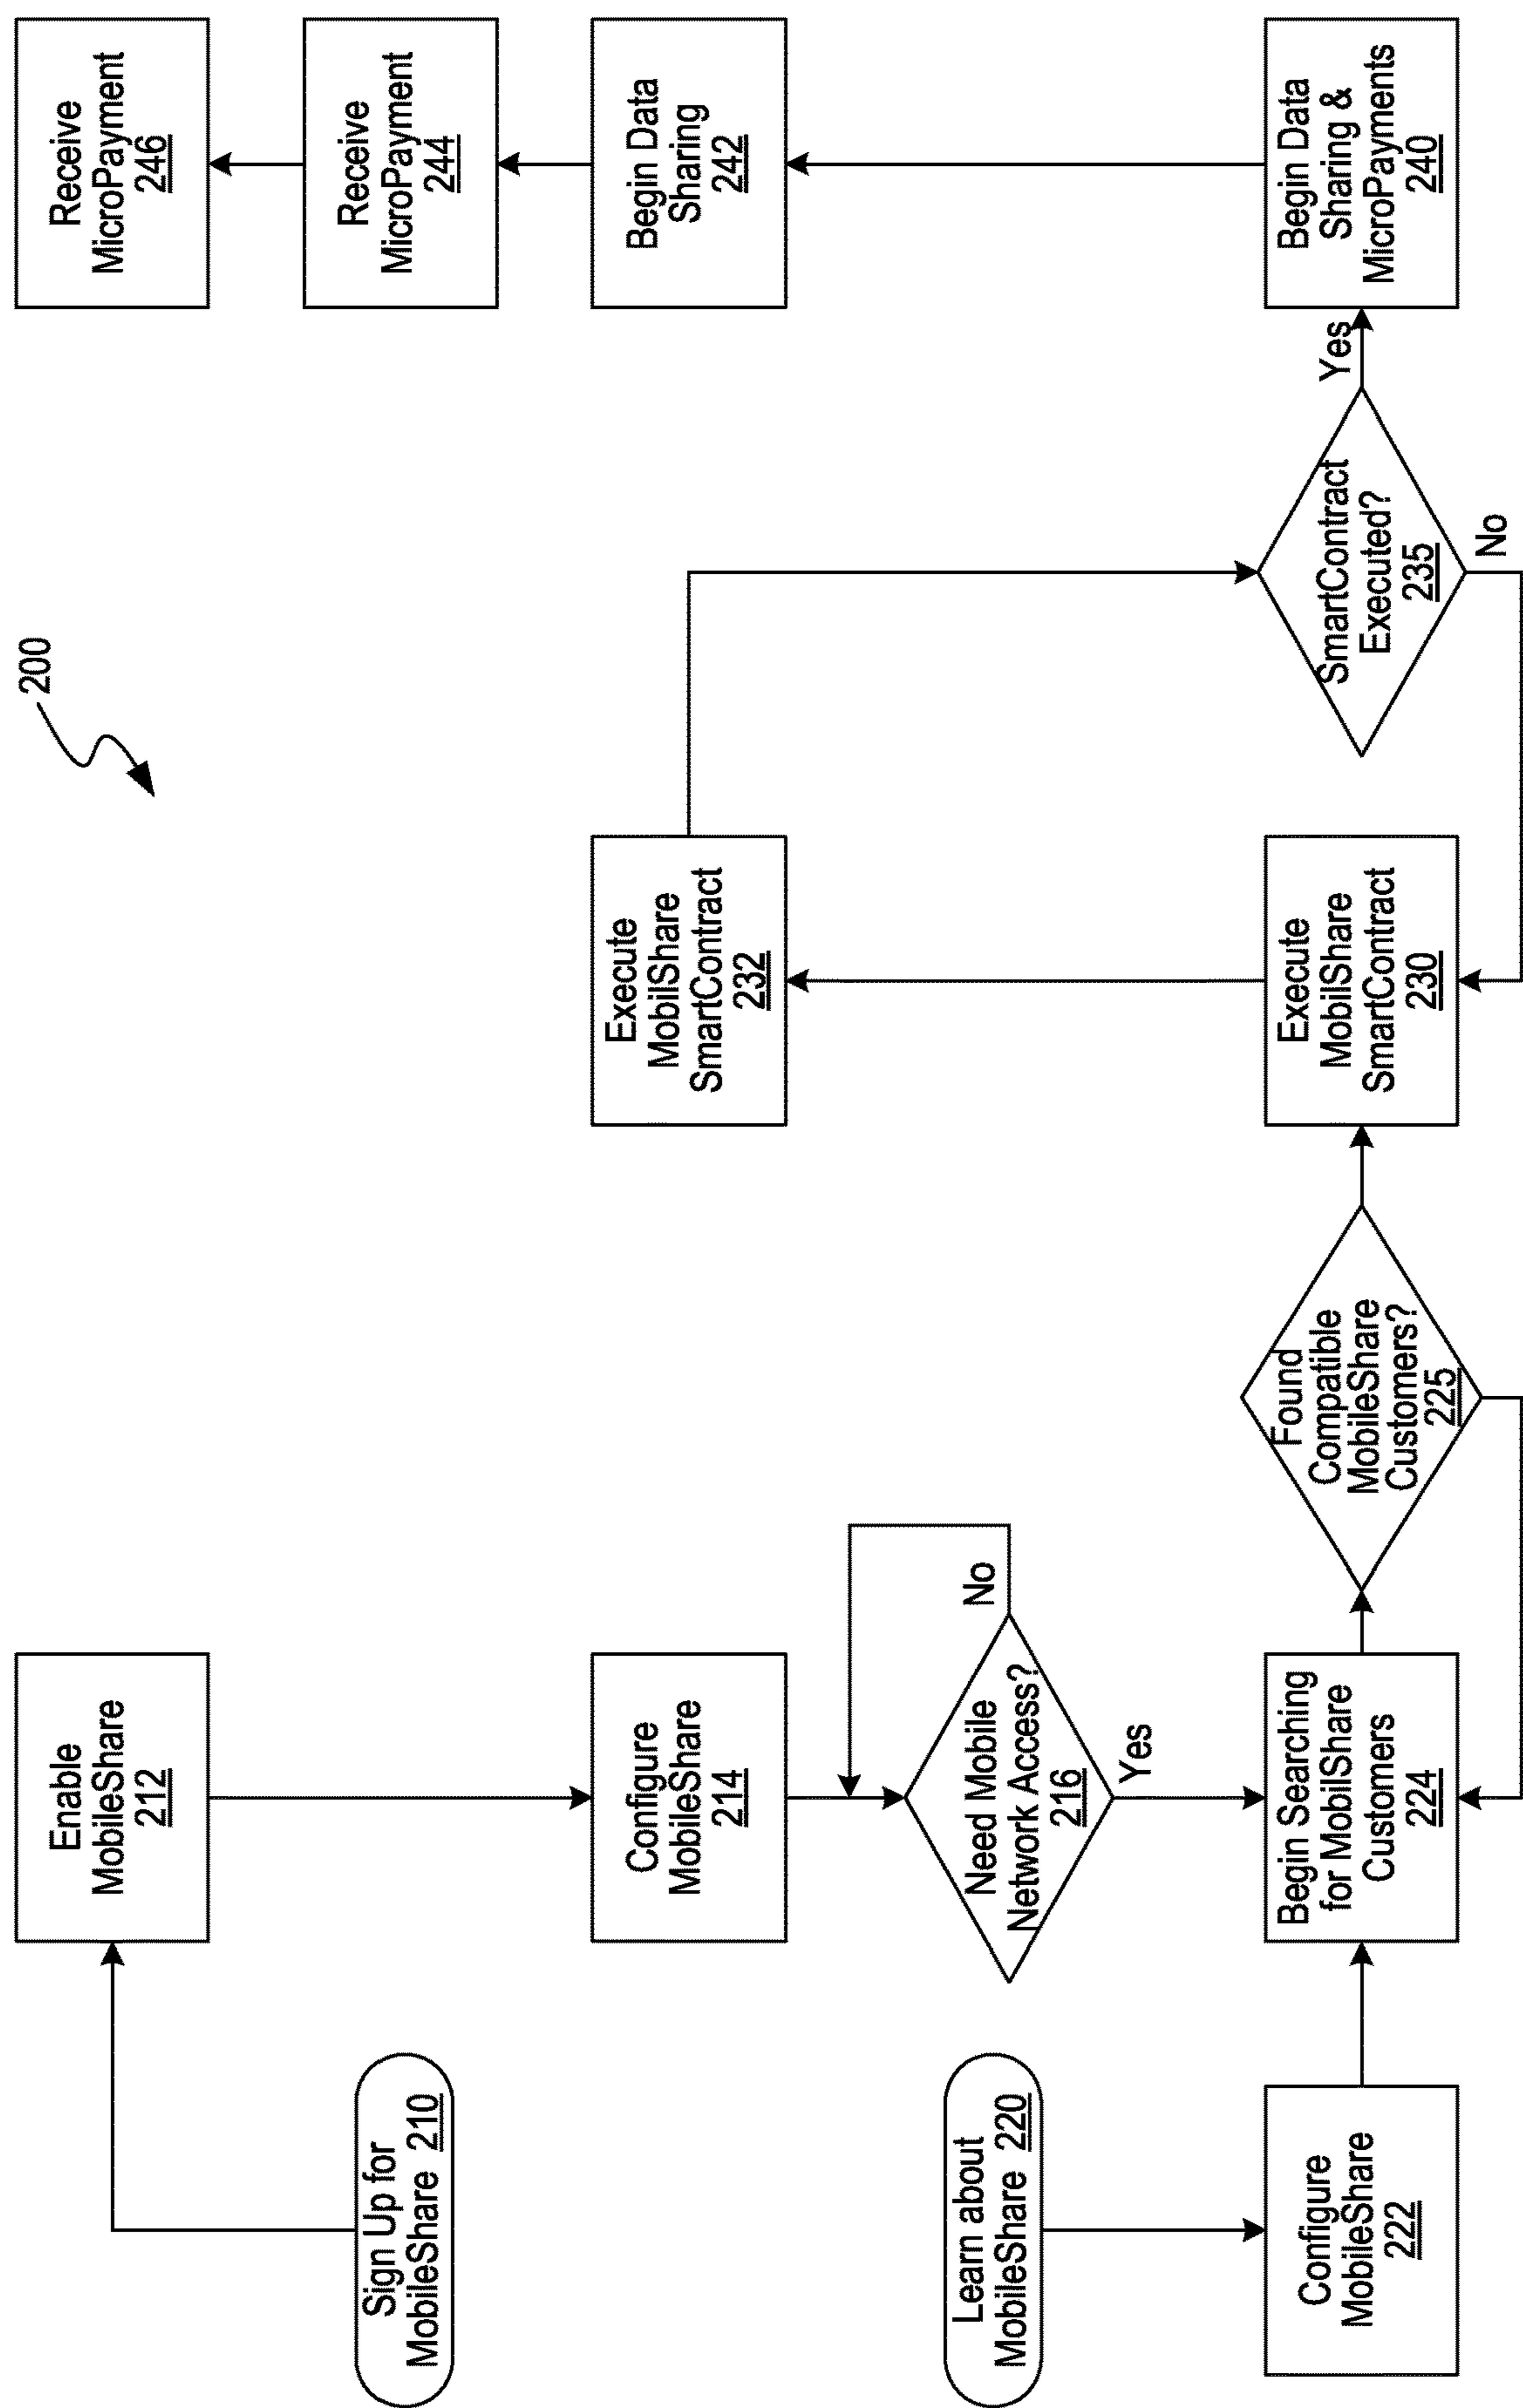 200
Sign Up for
MobileShare 210
Enable
MobileShare
212
Configure
MobileShare
214
Need Mobile
Network Access?
216
No
Yes
Learn about
MobileShare 220
Configure
MobileShare
222
Begin Searching
for MobilShare
Customers
224
Found
Compatible
MobileShare
Customers?
225
Execute
MobilShare
SmartContract
230
Execute
MobilShare
SmartContract
232
SmartContract
Executed?
235
No
Yes
Begin Data
Sharing &
MicroPayments
240
Begin Data
Sharing
242
Receive
MicroPayment
244
Receive
MicroPayment
246